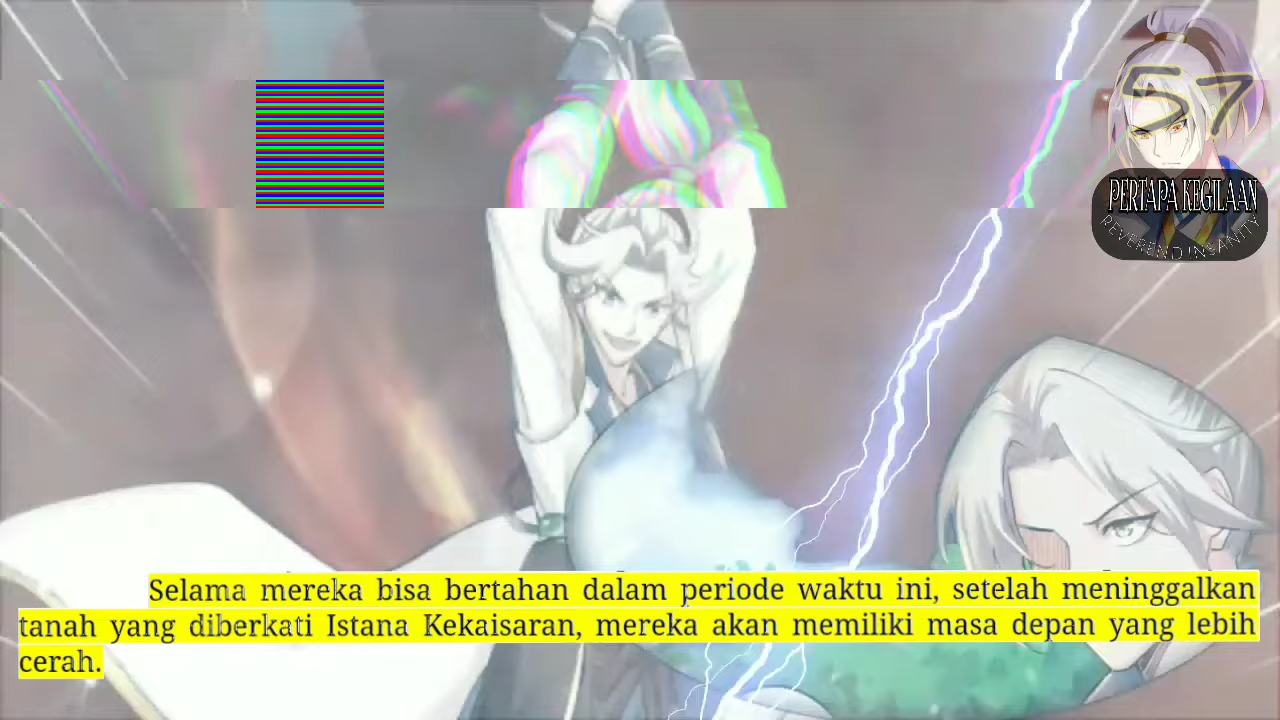 57
PERTAPA KEGILAAN
REVEREND INSANITY
Selama mereka bisa bertahan dalam periode waktu ini, setelah meninggalkan
tanah yang diberkati Istana Kekaisaran, mereka akan memiliki masa depan yang lebih
cerah.